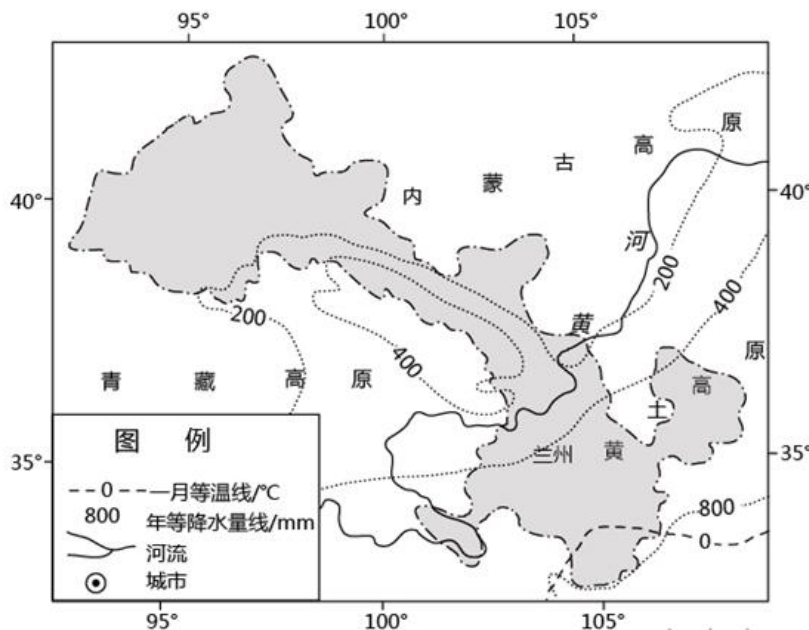 95° 100° 105°
40° 40°
35° 35°
95° 100° 105°
内 蒙 古 高 原
青 藏 高 原
黄 土 高 原
黄 河
兰州
200
400
200
400
800
0
图 例
0 一月等温线/℃
800 年等降水量线/mm
河流
城市